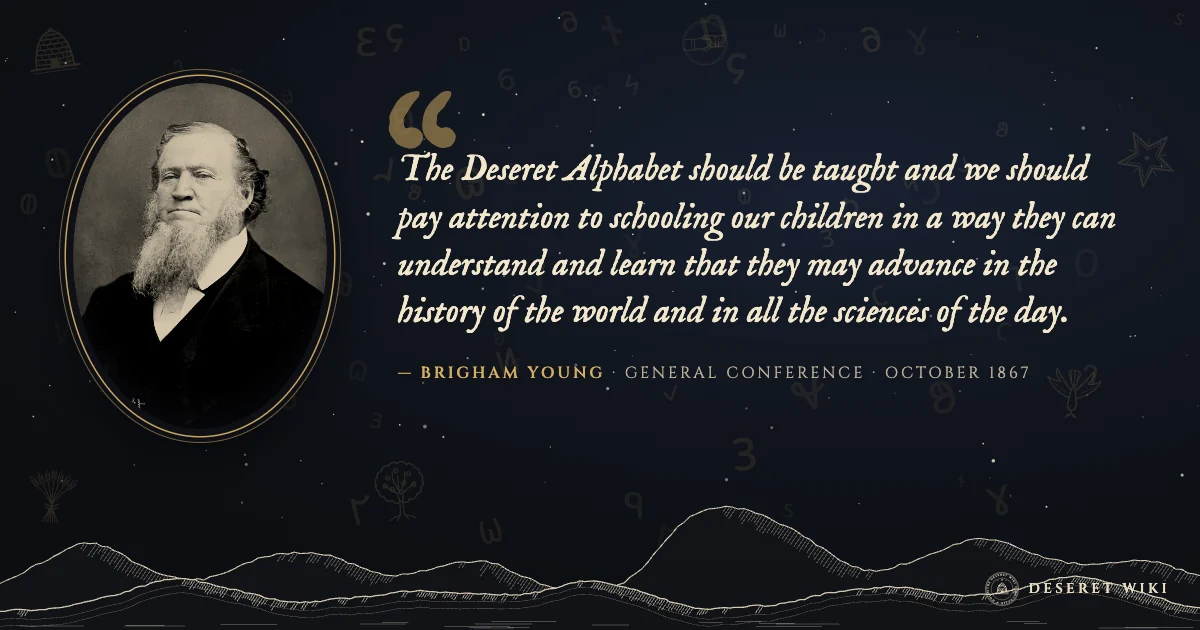 “
The Deseret Alphabet should be taught and we should
pay attention to schooling our children in a way they can
understand and learn that they may advance in the
history of the world and in all the sciences of the day.
— BRIGHAM YOUNG · GENERAL CONFERENCE · OCTOBER 1867
DESERET WIKI